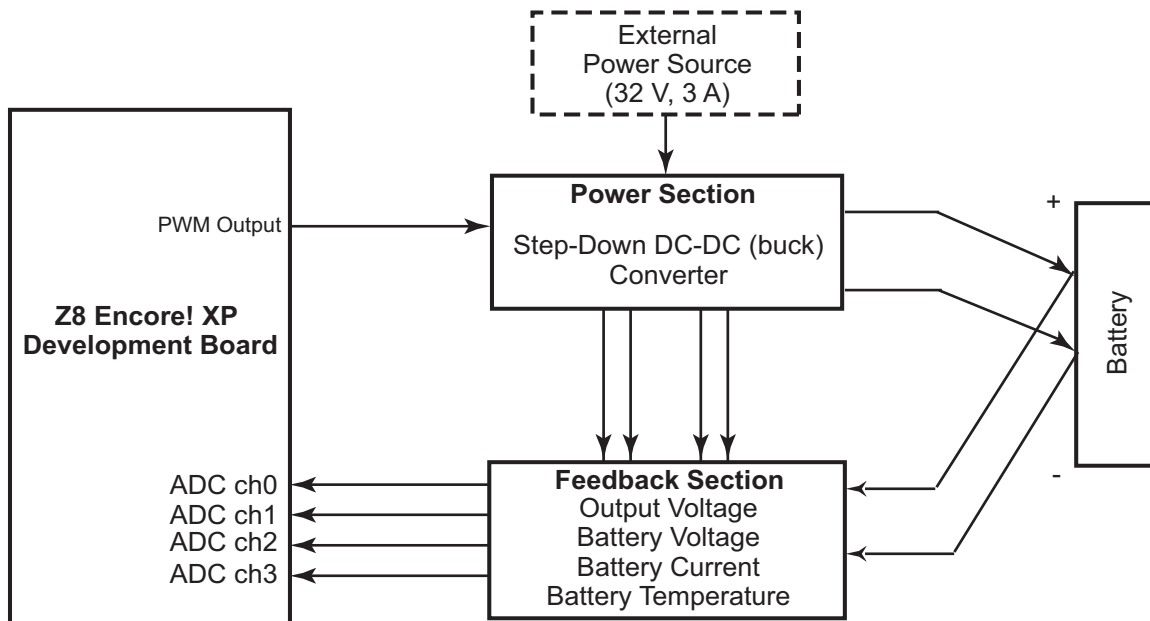 External
Power Source
(32 V, 3 A)
Power Section
Step-Down DC-DC (buck)
Converter
PWM Output
Z8 Encore! XP
Development Board
+
Battery
-
ADC ch0
ADC ch1
ADC ch2
ADC ch3
Feedback Section
Output Voltage
Battery Voltage
Battery Current
Battery Temperature